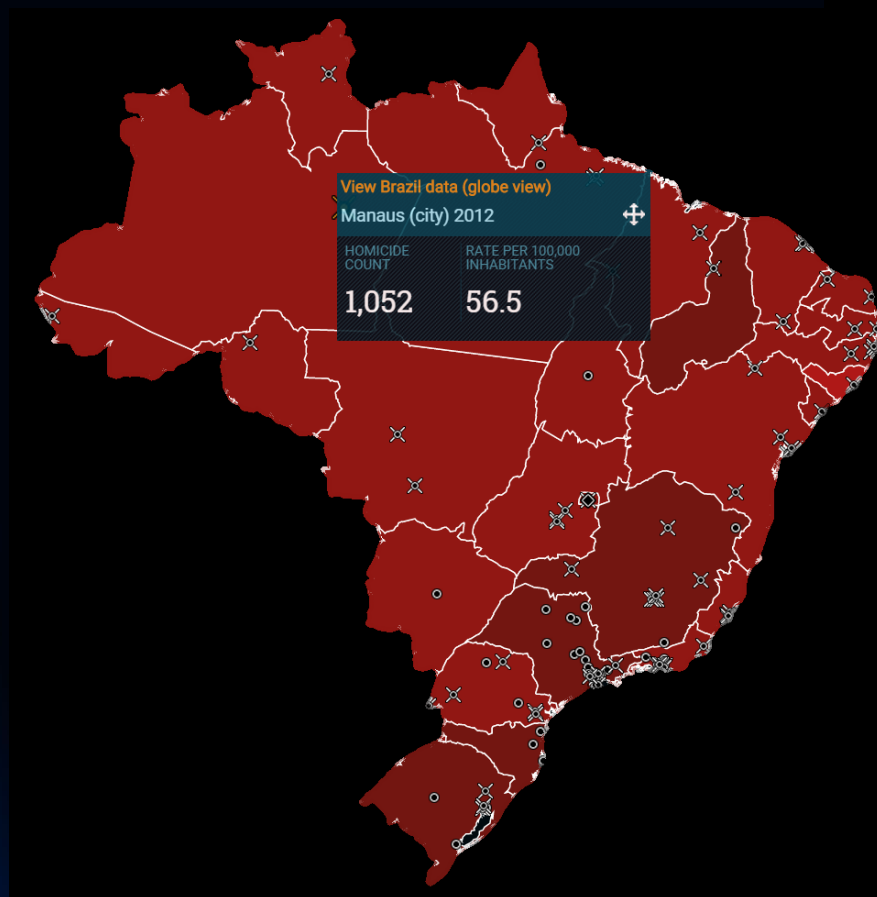 View Brazil data (globe view)
Manaus (city) 2012
HOMICIDE
COUNT
RATE PER 100,000
INHABITANTS
1,052
56.5